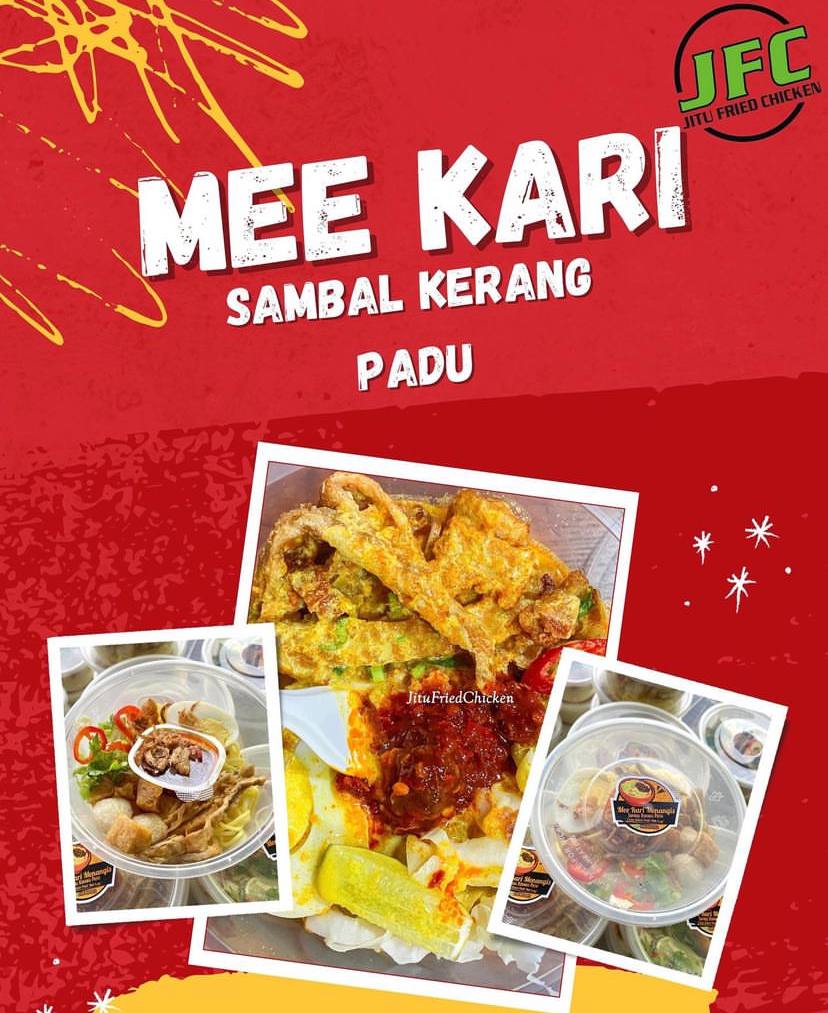 JFC
JITU FRIED CHICKEN
MEE KARI
SAMBAL KERANG
PADU
JituFriedChicken
Mee Kari Menangis